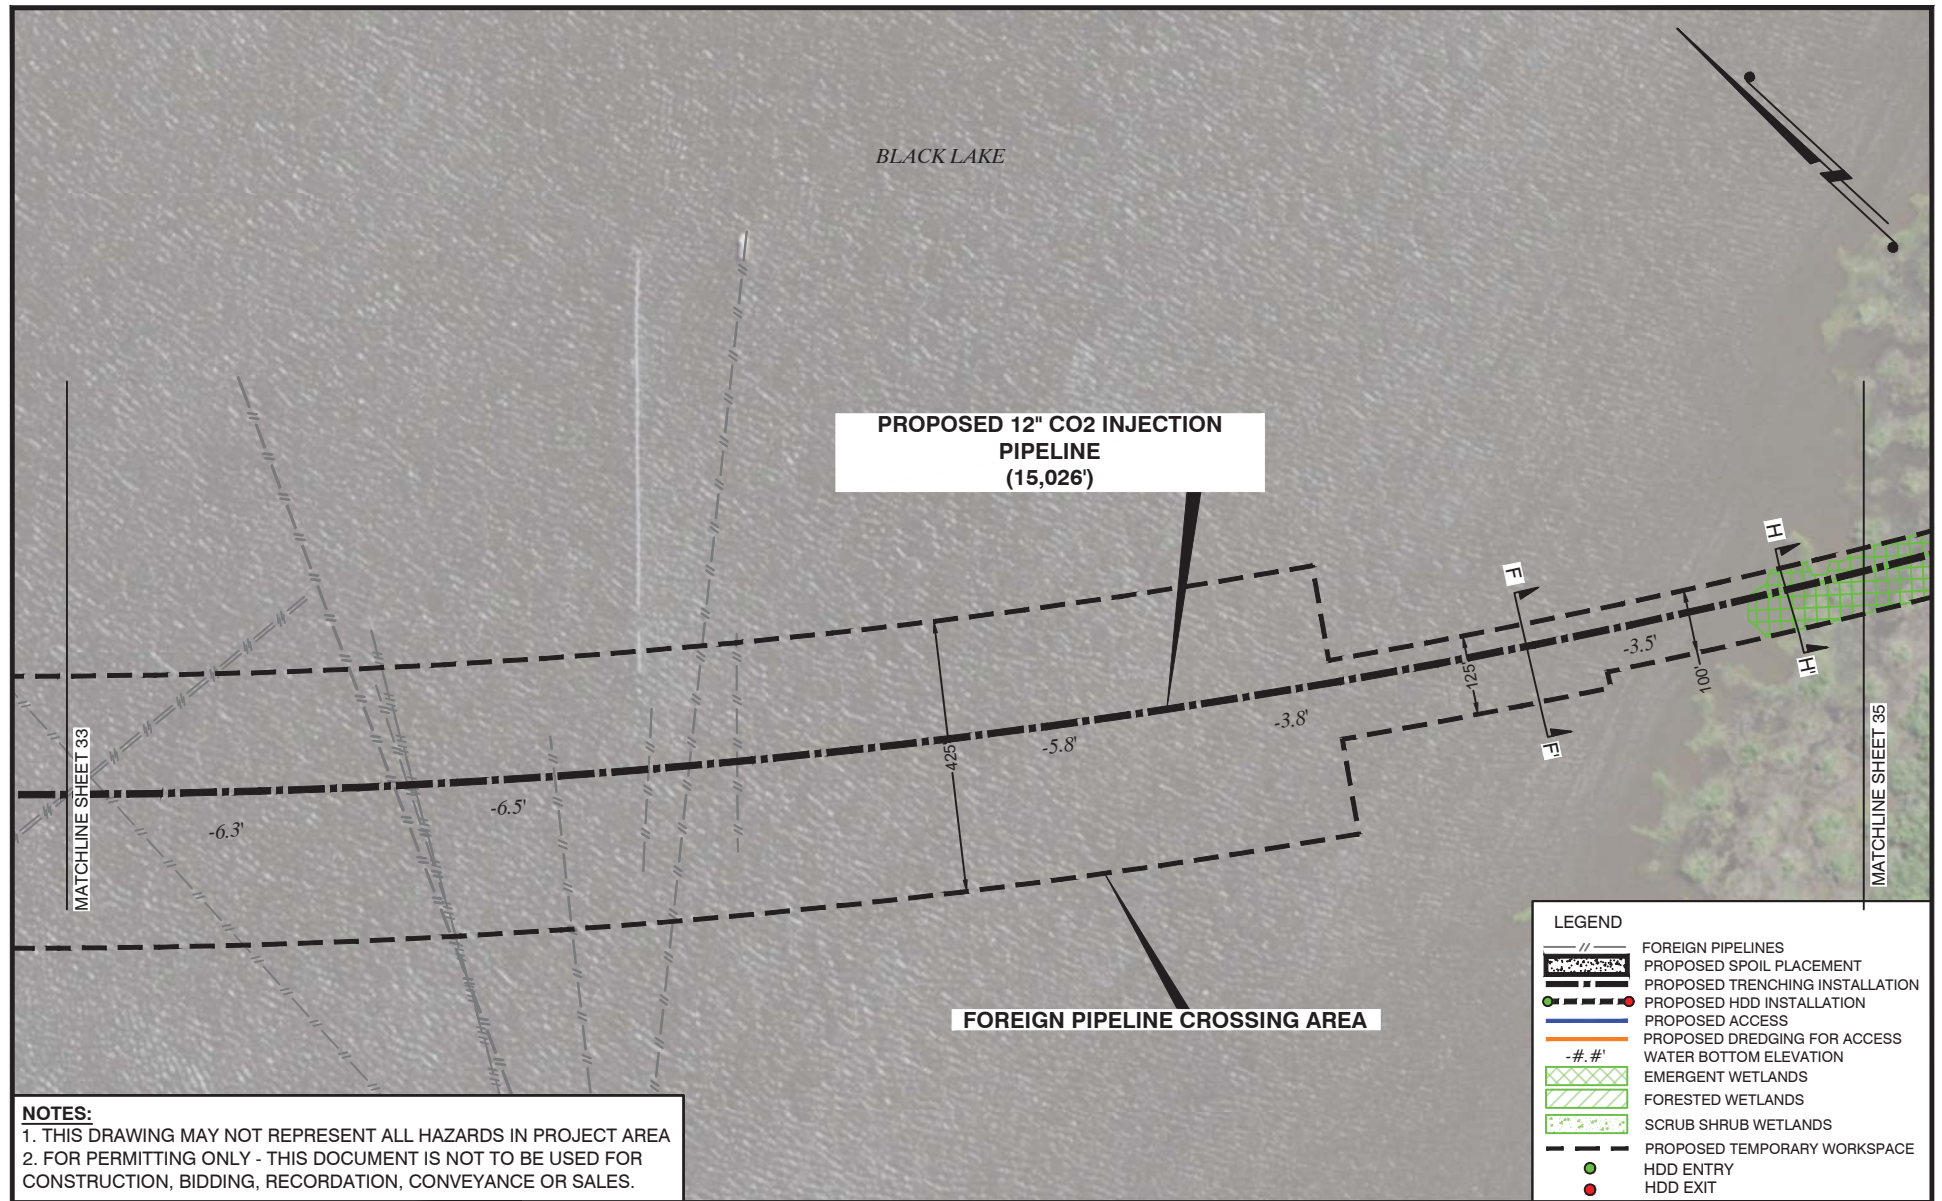 BLACK LAKE
PROPOSED 12" CO2 INJECTION
PIPELINE
(15,026')
H
F
-3.5'
125'
100'
H'
-3.8'
F'
-5.8'
425'
-6.5'
-6.3'
MATCHLINE SHEET 33
MATCHLINE SHEET 35
FOREIGN PIPELINE CROSSING AREA
LEGEND
FOREIGN PIPELINES
PROPOSED SPOIL PLACEMENT
PROPOSED TRENCHING INSTALLATION
PROPOSED HDD INSTALLATION
PROPOSED ACCESS
PROPOSED DREDGING FOR ACCESS
-#.#' WATER BOTTOM ELEVATION
EMERGENT WETLANDS
FORESTED WETLANDS
SCRUB SHRUB WETLANDS
PROPOSED TEMPORARY WORKSPACE
HDD ENTRY
HDD EXIT
NOTES:
1. THIS DRAWING MAY NOT REPRESENT ALL HAZARDS IN PROJECT AREA
2. FOR PERMITTING ONLY - THIS DOCUMENT IS NOT TO BE USED FOR
CONSTRUCTION, BIDDING, RECORDATION, CONVEYANCE OR SALES.